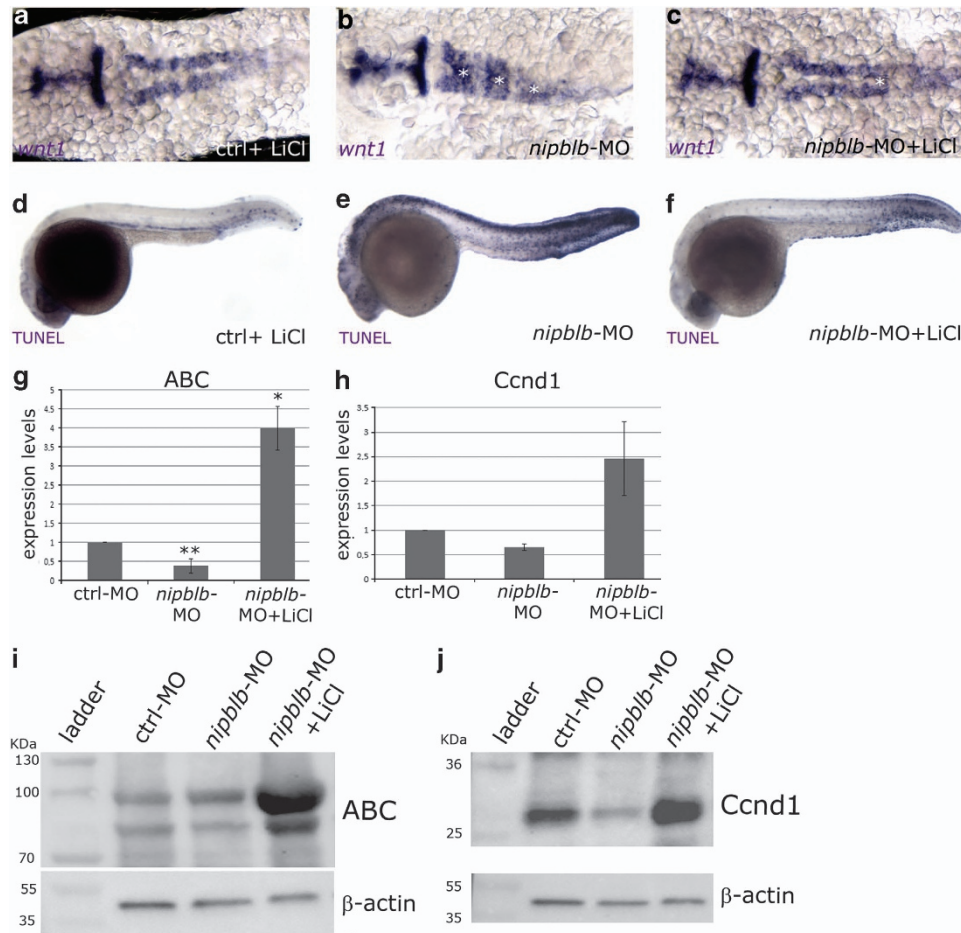 a
wnt1
ctrl+ LiCl
b
* * *
wnt1
nipblb-MO
c
*
wnt1
nipblb-MO+LiCl
d
TUNEL
ctrl+ LiCl
e
TUNEL
nipblb-MO
f
TUNEL
nipblb-MO+LiCl
g
ABC
expression levels
5
4,5
4
3,5
3
2,5
2
1,5
1
0,5
0
**
*
ctrl-MO
nipblb-
MO
nipblb-
MO+LiCl
h
Ccnd1
expression levels
3,5
3
2,5
2
1,5
1
0,5
0
ctrl-MO
nipblb-
MO
nipblb-
MO+LiCl
i
KDa
ladder
ctrl-MO
nipblb-MO
nipblb-MO
+LiCl
130
100
70
ABC
55
35
β-actin
j
KDa
ladder
ctrl-MO
nipblb-MO
nipblb-MO
+LiCl
36
25
Ccnd1
55
35
β-actin